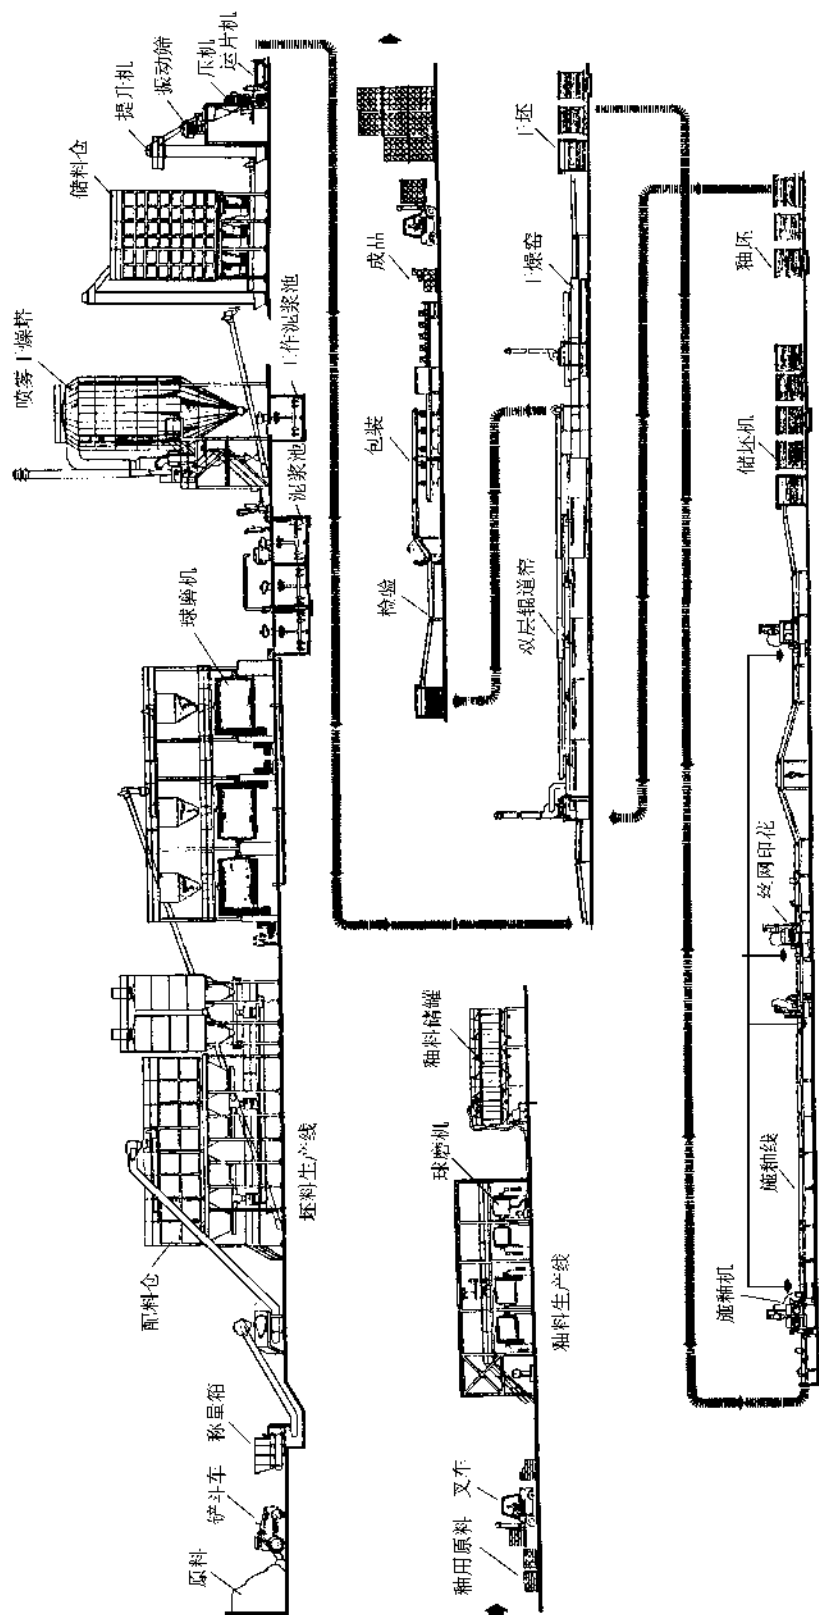 原料
铲斗车
称量箱
配料仓
坯料生产线
球磨机
泥浆池
工作泥浆池
喷雾干燥塔
储料仓
提升机
振动筛
压机
运片机
釉用原料
叉车
釉料生产线
球磨机
釉料储罐
检验
包装
成品
双层辊道窑
干燥窑
干坯
施釉机
施釉线
丝网印花
储坯机
釉坯